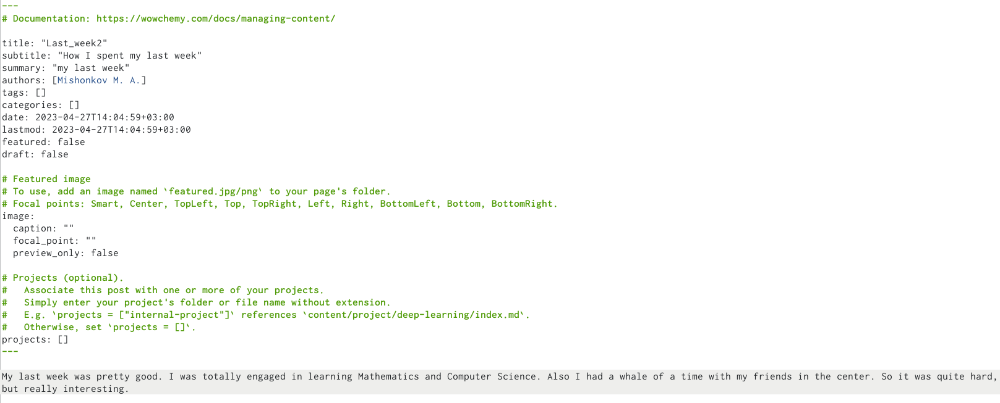 ---
# Documentation: https://wowchemy.com/docs/managing-content/
title: "Last_week2"
subtitle: "How I spent my last week"
summary: "my last week"
authors: [Mishonkov M. A.]
tags: []
categories: []
date: 2023-04-27T14:04:59+03:00
lastmod: 2023-04-27T14:04:59+03:00
featured: false
draft: false
# Featured image
# To use, add an image named `featured.jpg/png` to your page's folder.
# Focal points: Smart, Center, TopLeft, Top, TopRight, Left, Right, BottomLeft, Bottom, BottomRight.
image:
  caption: ""
  focal_point: ""
  preview_only: false
# Projects (optional).
#   Associate this post with one or more of your projects.
#   Simply enter your project's folder or file name without extension.
#   E.g. `projects = ["internal-project"]` references `content/project/deep-learning/index.md`.
#   Otherwise, set `projects = []`.
projects: []
---
My last week was pretty good. I was totally engaged in learning Mathematics and Computer Science. Also I had a whale of a time with my friends in the center. So it was quite hard,
but really interesting.